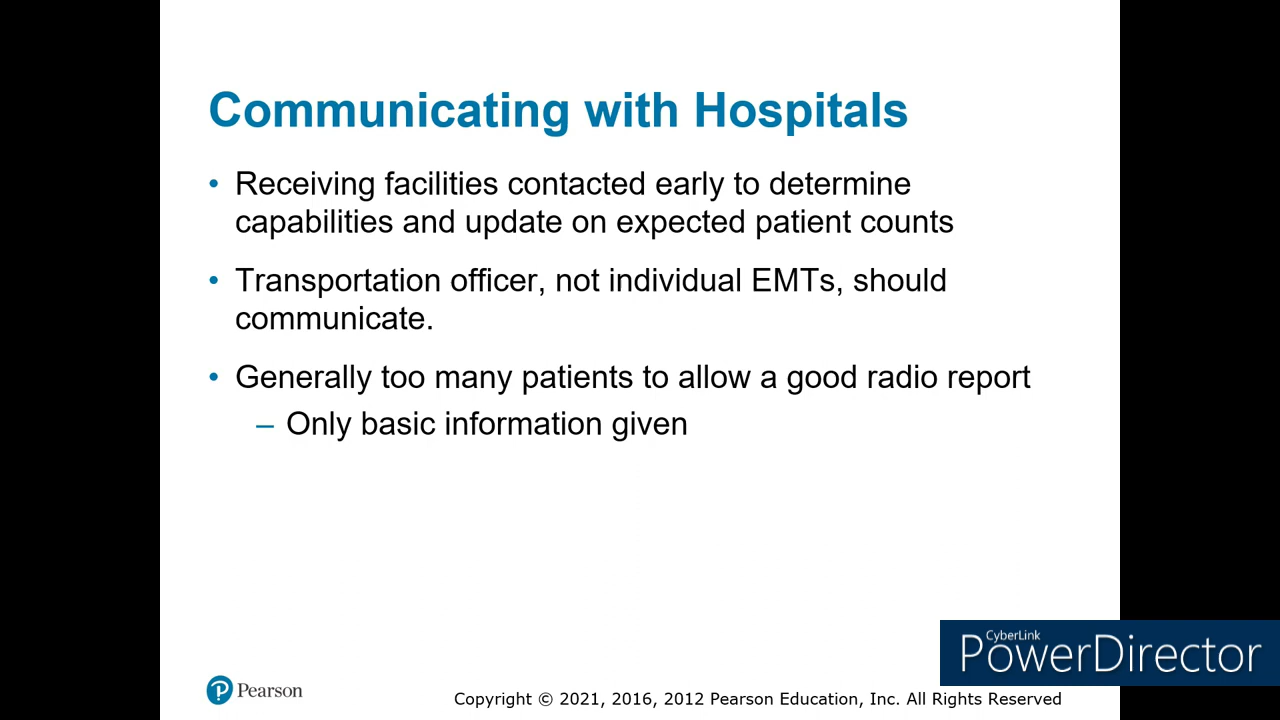 Communicating with Hospitals
• Receiving facilities contacted early to determine
capabilities and update on expected patient counts
• Transportation officer, not individual EMTs, should
communicate.
• Generally too many patients to allow a good radio report
– Only basic information given
CyberLink
PowerDirector
Pearson
Copyright © 2021, 2016, 2012 Pearson Education, Inc. All Rights Reserved